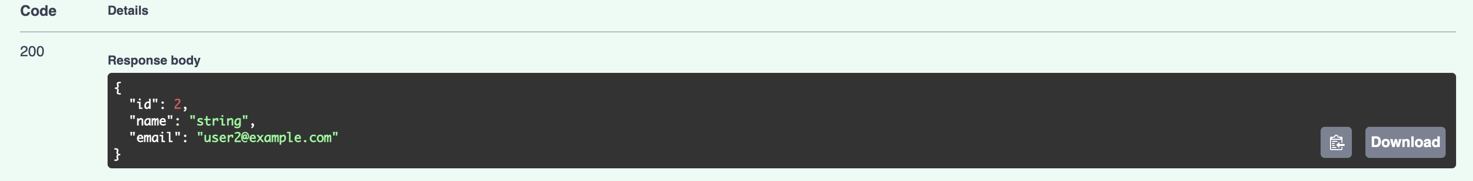 Code Details
200
Response body
{
"id": 2,
"name": "string",
"email": "user2@example.com"
}
Download